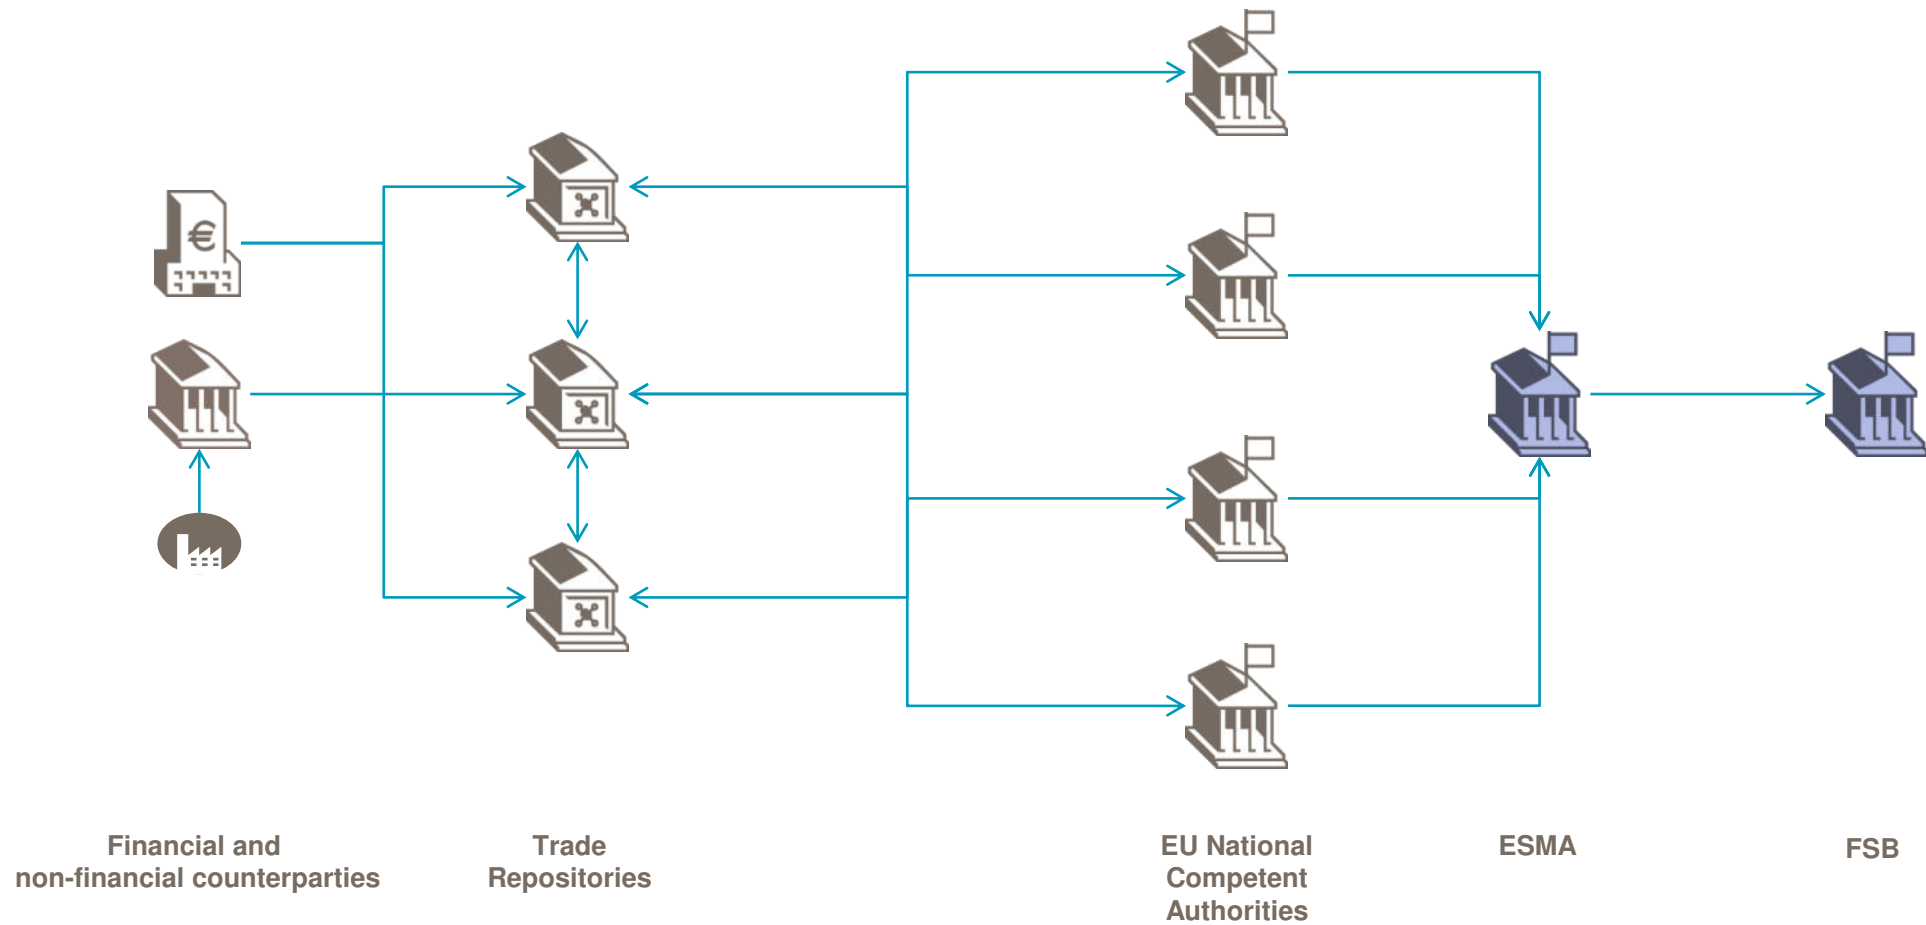 €
Financial and
non-financial counterparties
Trade
Repositories
EU National
Competent
Authorities
ESMA
FSB